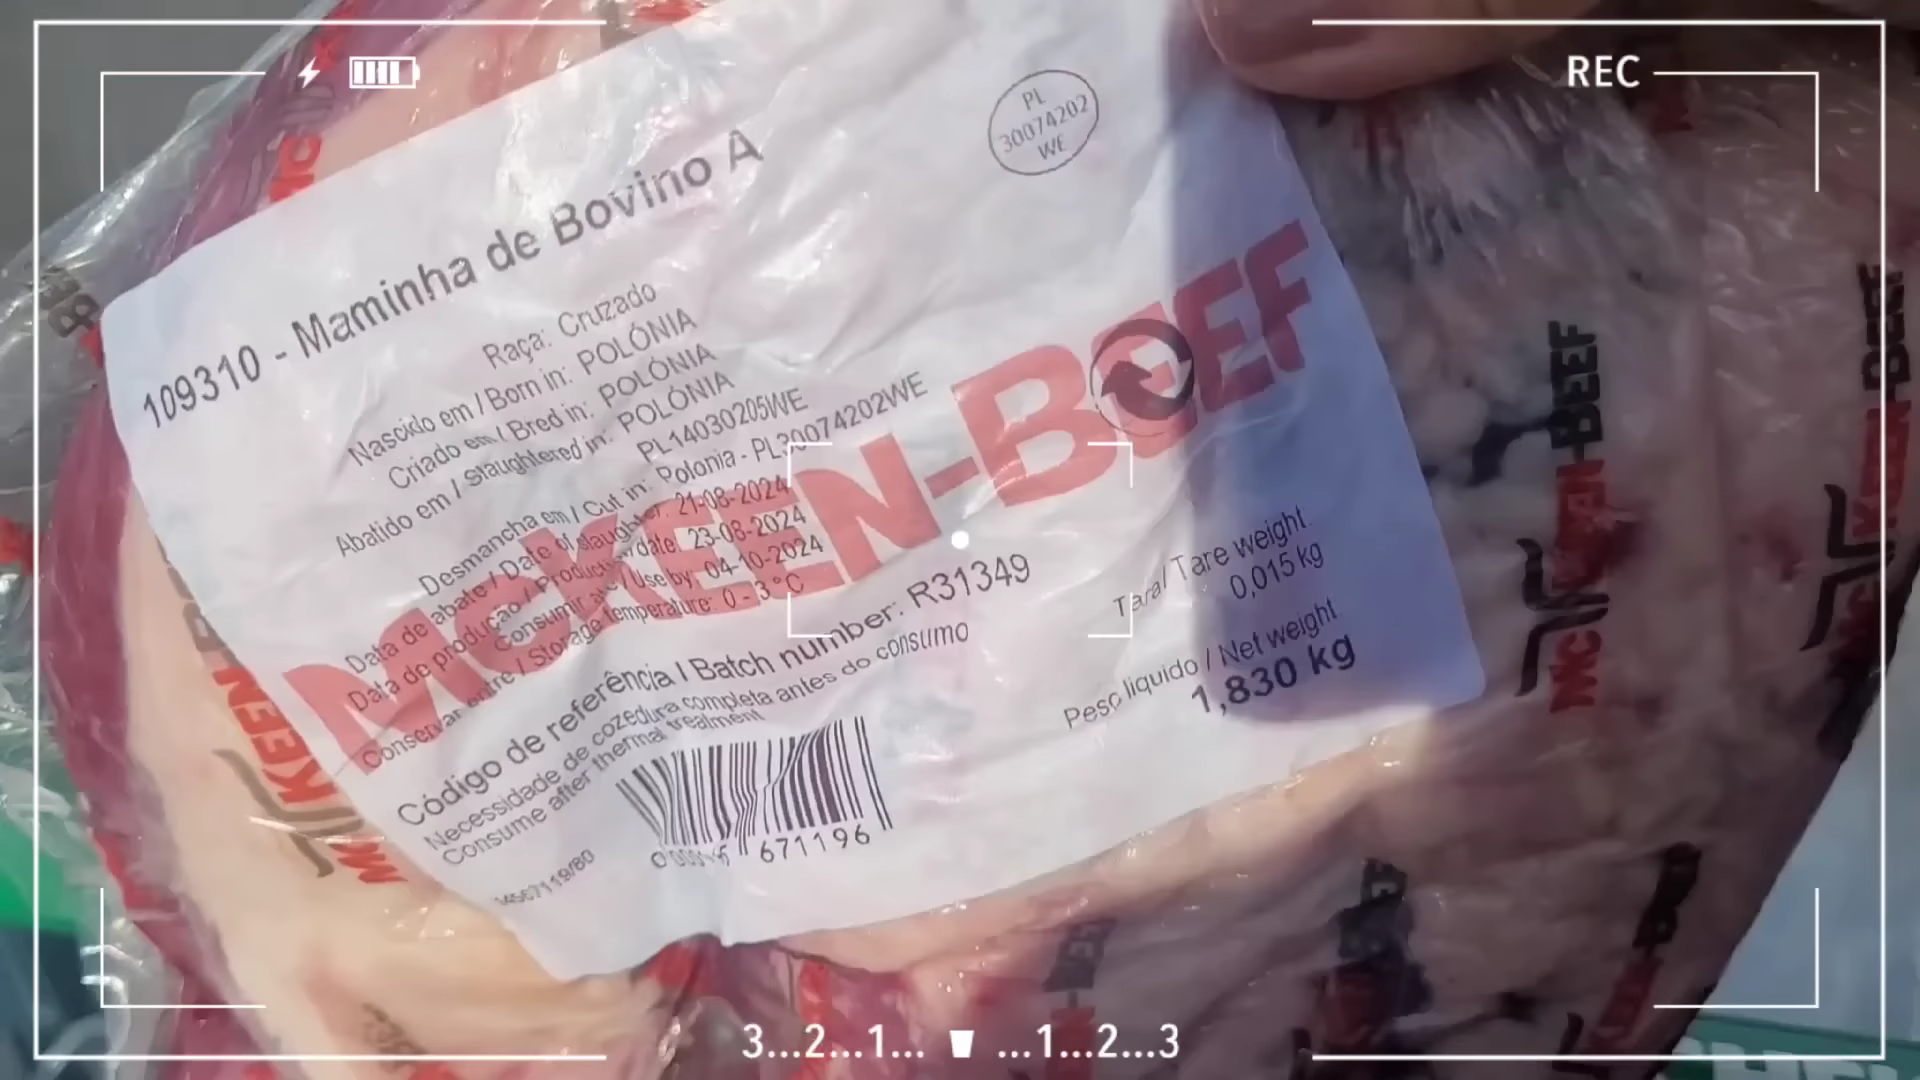 REC
PL
30074202
WE
109310 - Maminha de Bovino A
Raça: Cruzado
Nascido em / Born in: POLÓNIA
Criado em / Bred in: POLÓNIA
Abatido em / Slaughtered in: POLÓNIA
PL14030205WE
Desmancha em / Cut in: Polonia - PL30074202WE
Data de abate / Date of slaughter: 21-08-2024
Data de produção / Production date: 23-08-2024
Consumir até / Use by: 04-10-2024
Conservar entre / Storage temperature: 0 - 3 °C
McKEEN-BEEF
Código de referência / Batch number: R31349
Necessidade de cozedura completa antes do consumo
Consume after thermal treatment
Tara / Tare weight
0,015 kg
Peso liquido / Net weight
1,830 kg
671196
McKEEN-BEEF
McKEEN-BEEF
3...2...1... ...1...2...3